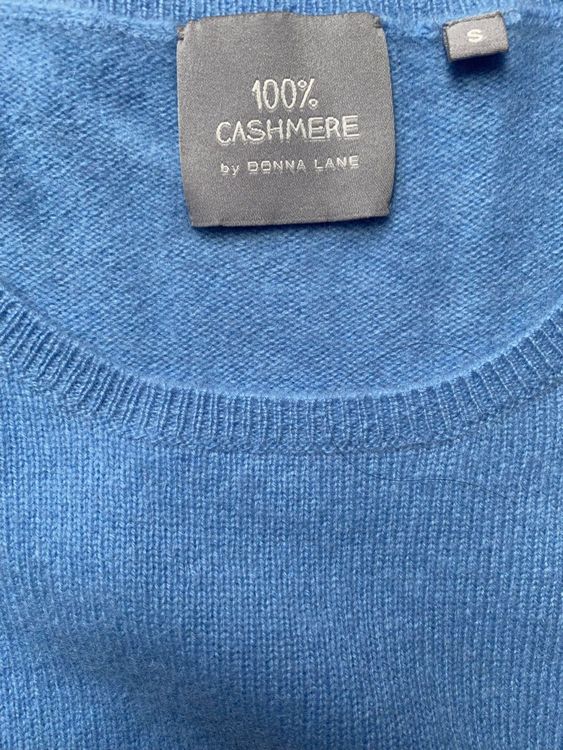 100%
CASHMERE
by DONNA LANE
S